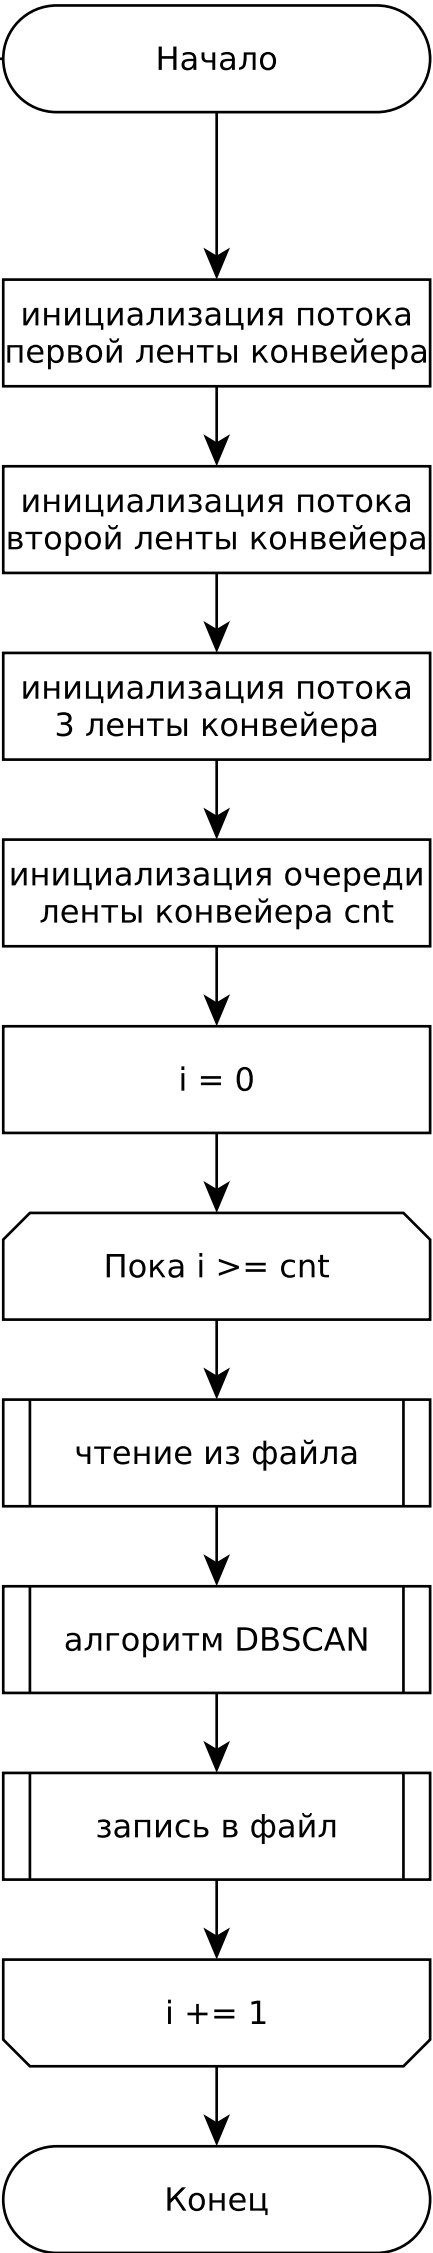 Начало
инициализация потока
первой ленты конвейера
инициализация потока
второй ленты конвейера
инициализация потока
3 ленты конвейера
инициализация очереди
ленты конвейера cnt
i = 0
Пока i >= cnt
чтение из файла
алгоритм DBSCAN
запись в файл
i += 1
Конец